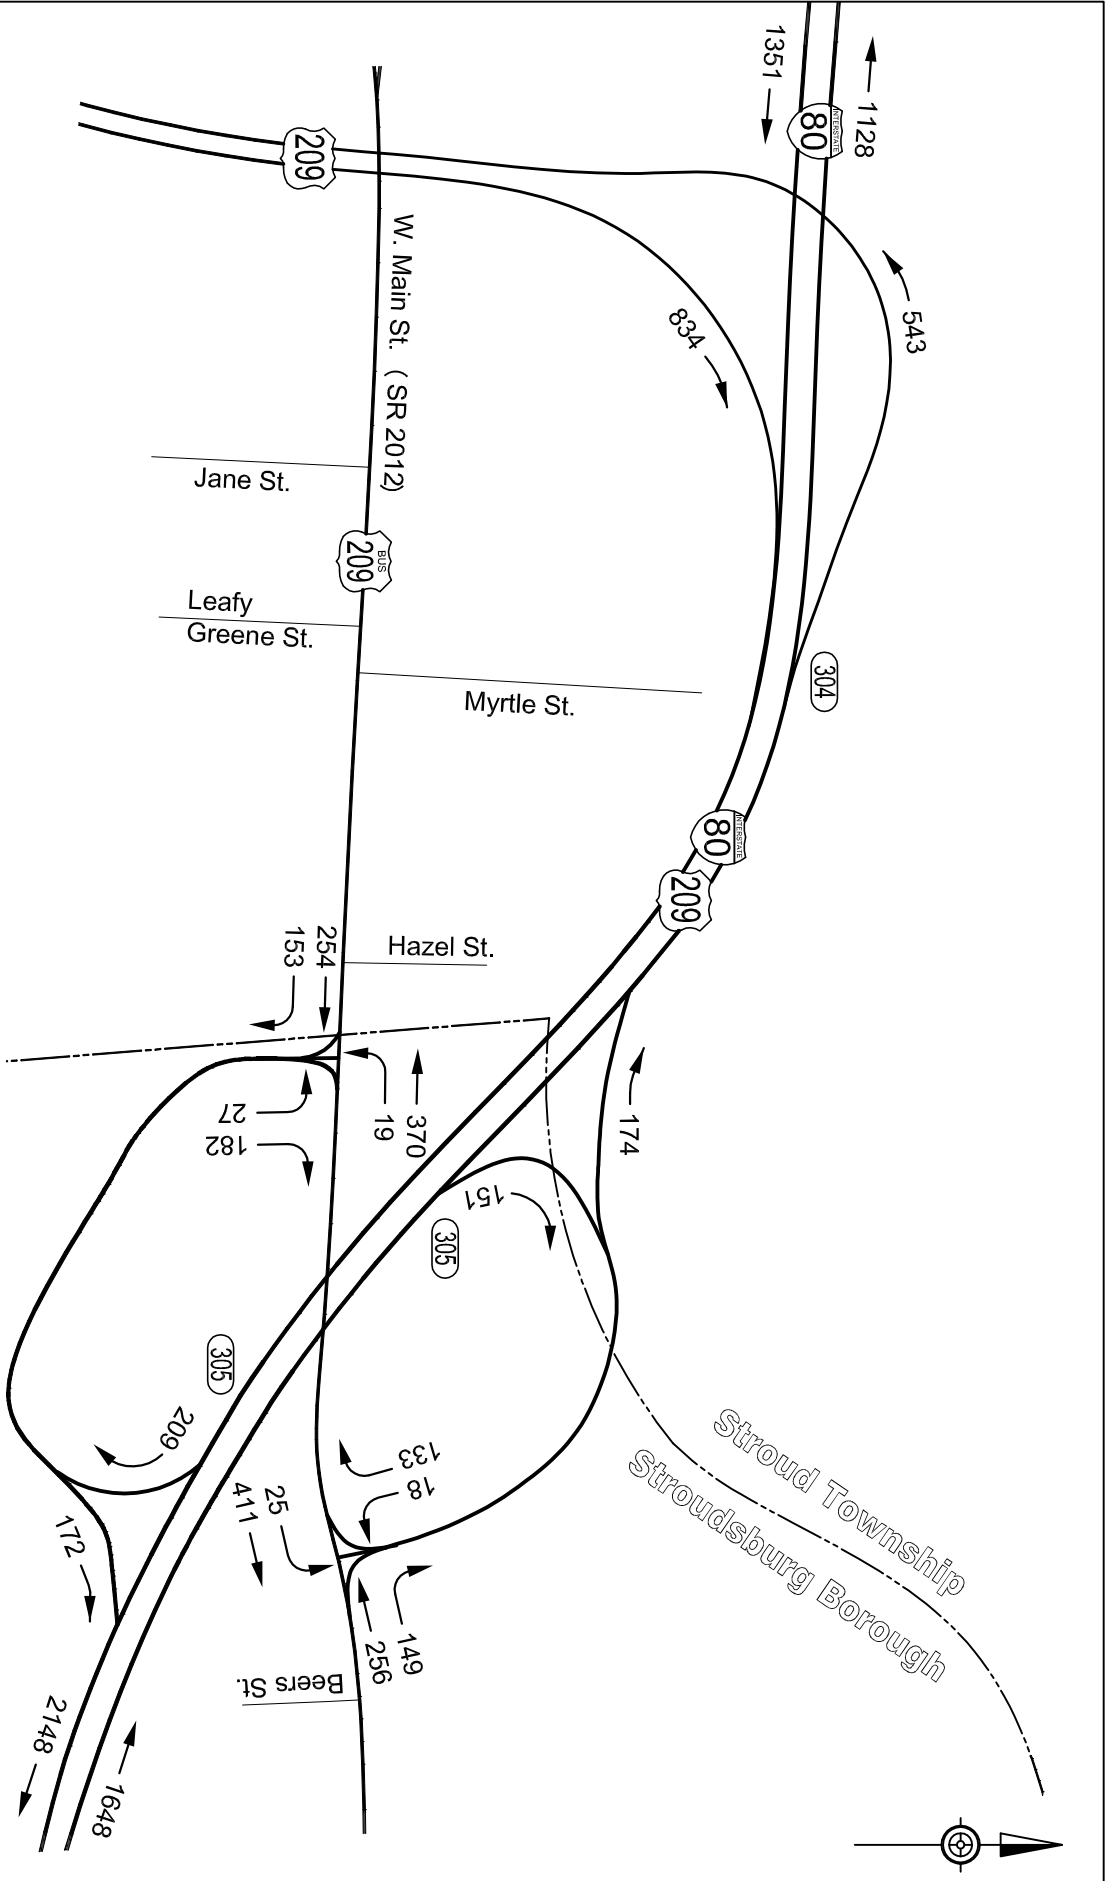 1351
1128
INTERSTATE
80
209
W. Main St. ( SR 2012)
543
834
Jane St.
BUS
209
Leafy
Greene St.
304
Myrtle St.
INTERSTATE
80
209
Hazel St.
254
153
370
19
27
182
174
151
305
305
209
133
18
25
411
172
149
256
Beers St.
Stroud Township
Stroudsburg Borough
2148
1648